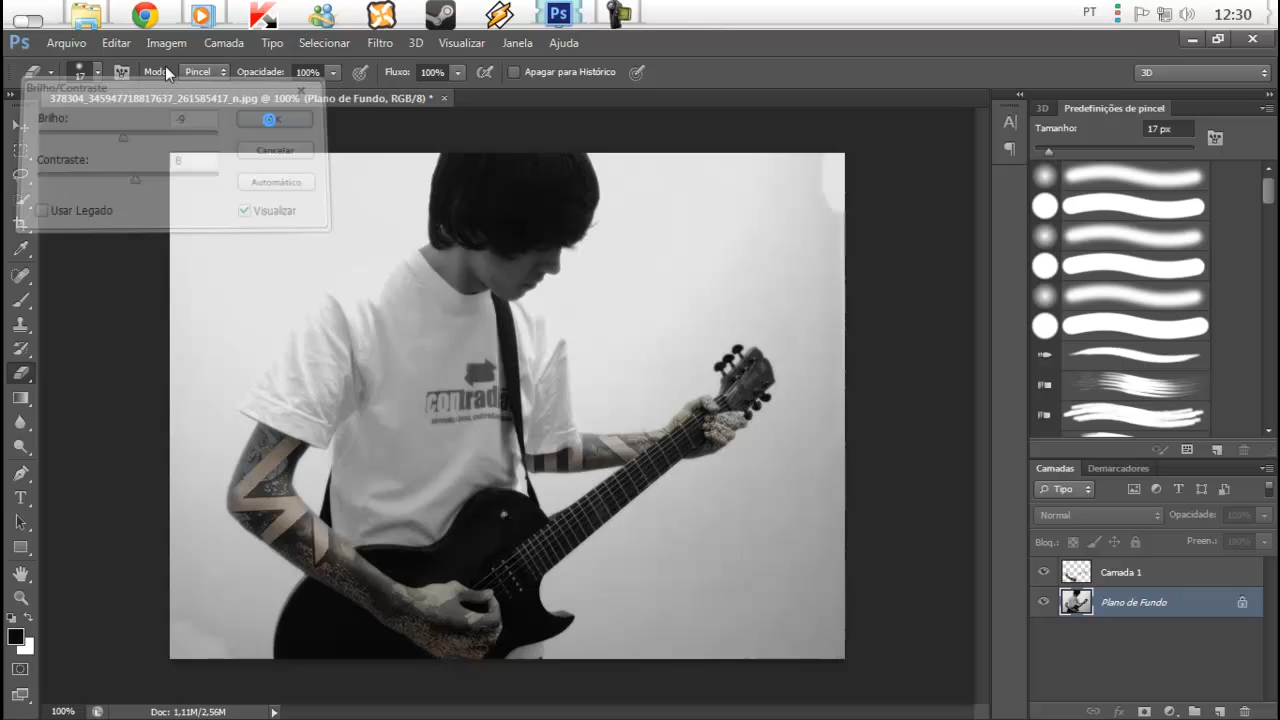 PT
12:30
Ps
Arquivo Editar Imagem Camada Tipo Selecionar Filtro 3D Visualizar Janela Ajuda
17 Modo: Pincel Opacidade: 100% Fluxo: 100% Apagar para Histórico 3D
Brilho/Contraste
378304_345947718817637_261585417_n.jpg @ 100% (Plano de Fundo, RGB/8) *
Brilho: -9
Cancelar
Contraste: 8
Automático
Usar Legado Visualizar
3D Predefinições de pincel
Tamanho: 17 px
Camadas Demarcadores
Tipo
Normal Opacidade: 100%
Bloq.: Preen.: 100%
Camada 1
Plano de Fundo
100% Doc: 1,11M/2,56M